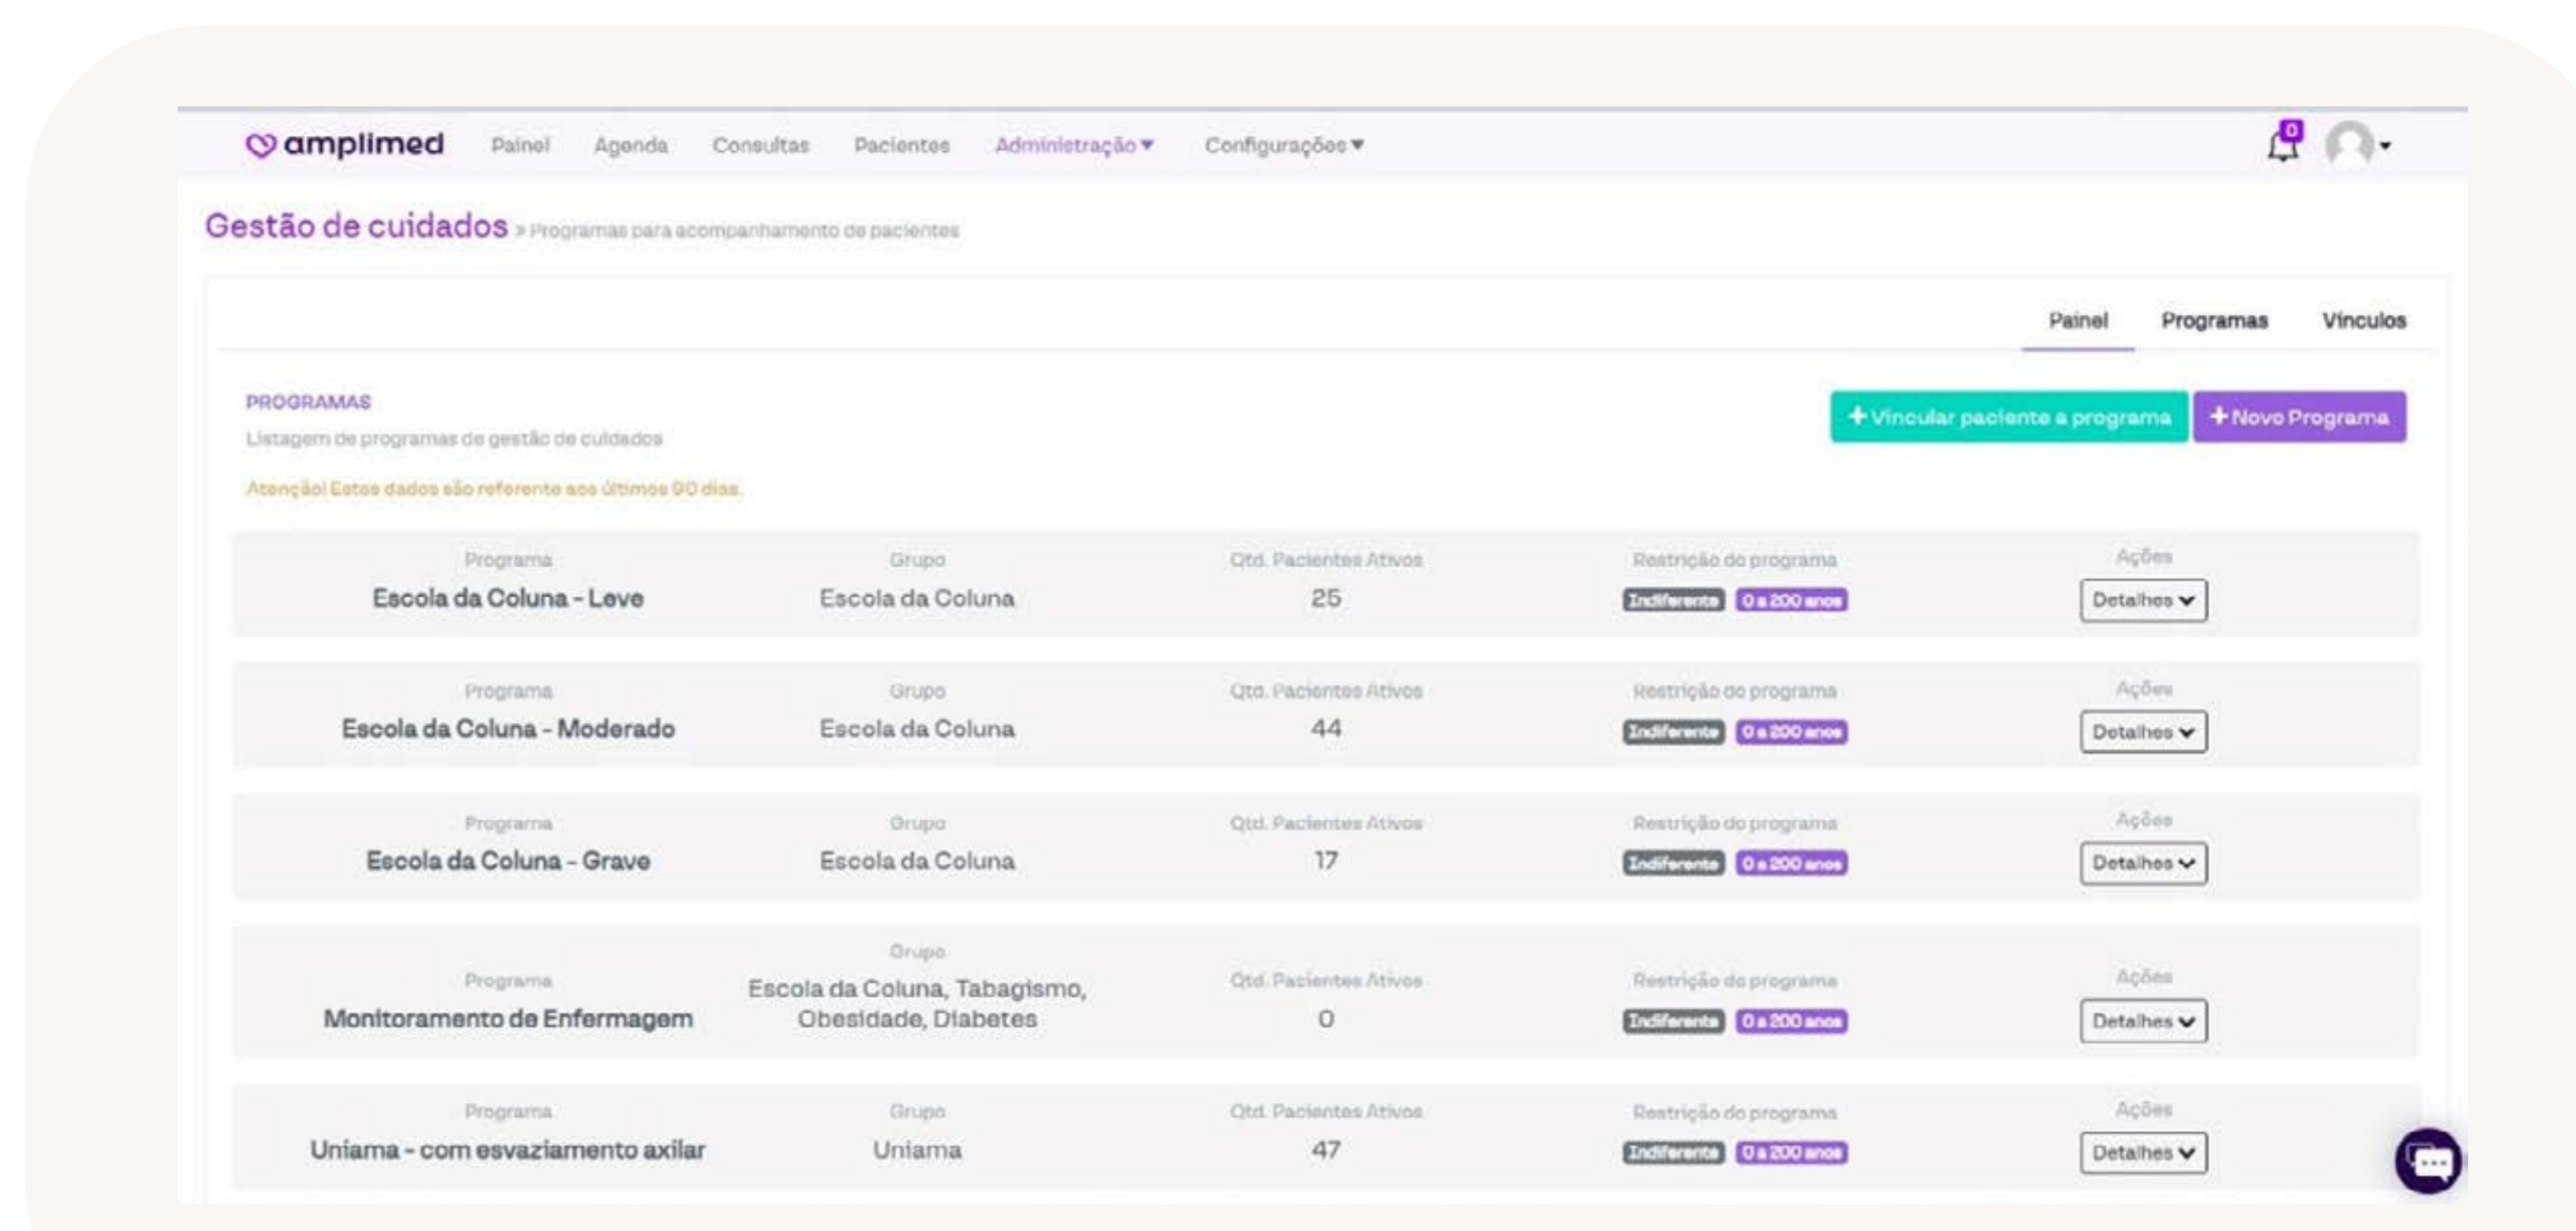 amplimed Painel Agenda Consultas Pacientes Administração Configurações 0
Gestão de cuidados » Programas para acompanhamento de pacientes
Painel Programas Vínculos
PROGRAMAS
+ Vincular paciente a programa + Novo Programa
Listagem de programas de gestão de cuidados
Atenção! Estes dados são referente aos últimos 90 dias.
Programa Grupo Qtd. Pacientes Ativos Restrição do programa Ações
Escola da Coluna - Leve Escola da Coluna 25 Indiferente 0 a 200 anos Detalhes
Programa Grupo Qtd. Pacientes Ativos Restrição do programa Ações
Escola da Coluna - Moderado Escola da Coluna 44 Indiferente 0 a 200 anos Detalhes
Programa Grupo Qtd. Pacientes Ativos Restrição do programa Ações
Escola da Coluna - Grave Escola da Coluna 17 Indiferente 0 a 200 anos Detalhes
Grupo
Programa Escola da Coluna, Tabagismo, Qtd. Pacientes Ativos Restrição do programa Ações
Monitoramento de Enfermagem Obesidade, Diabetes 0 Indiferente 0 a 200 anos Detalhes
Programa Grupo Qtd. Pacientes Ativos Restrição do programa Ações
Uniama - com esvaziamento axilar Uniama 47 Indiferente 0 a 200 anos Detalhes